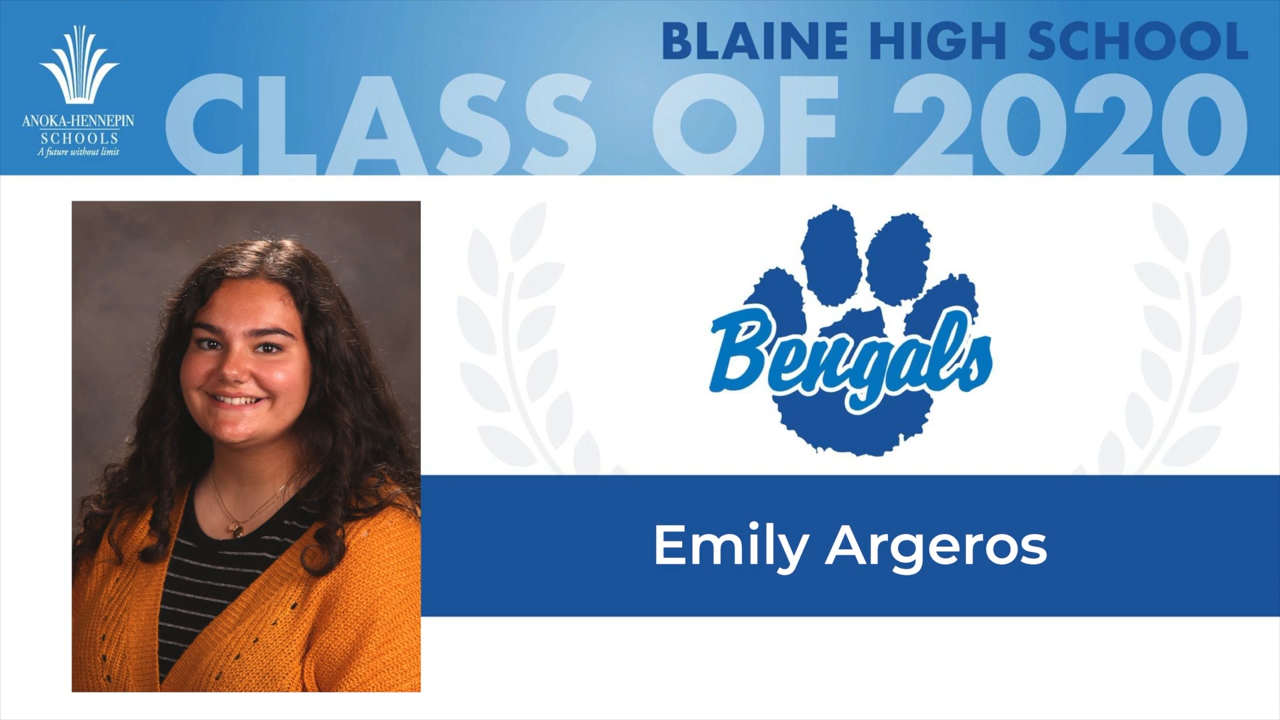 BLAINE HIGH SCHOOL
CLASS OF 2020
ANOKA-HENNEPIN
SCHOOLS
A future without limit
Bengals
Emily Argeros